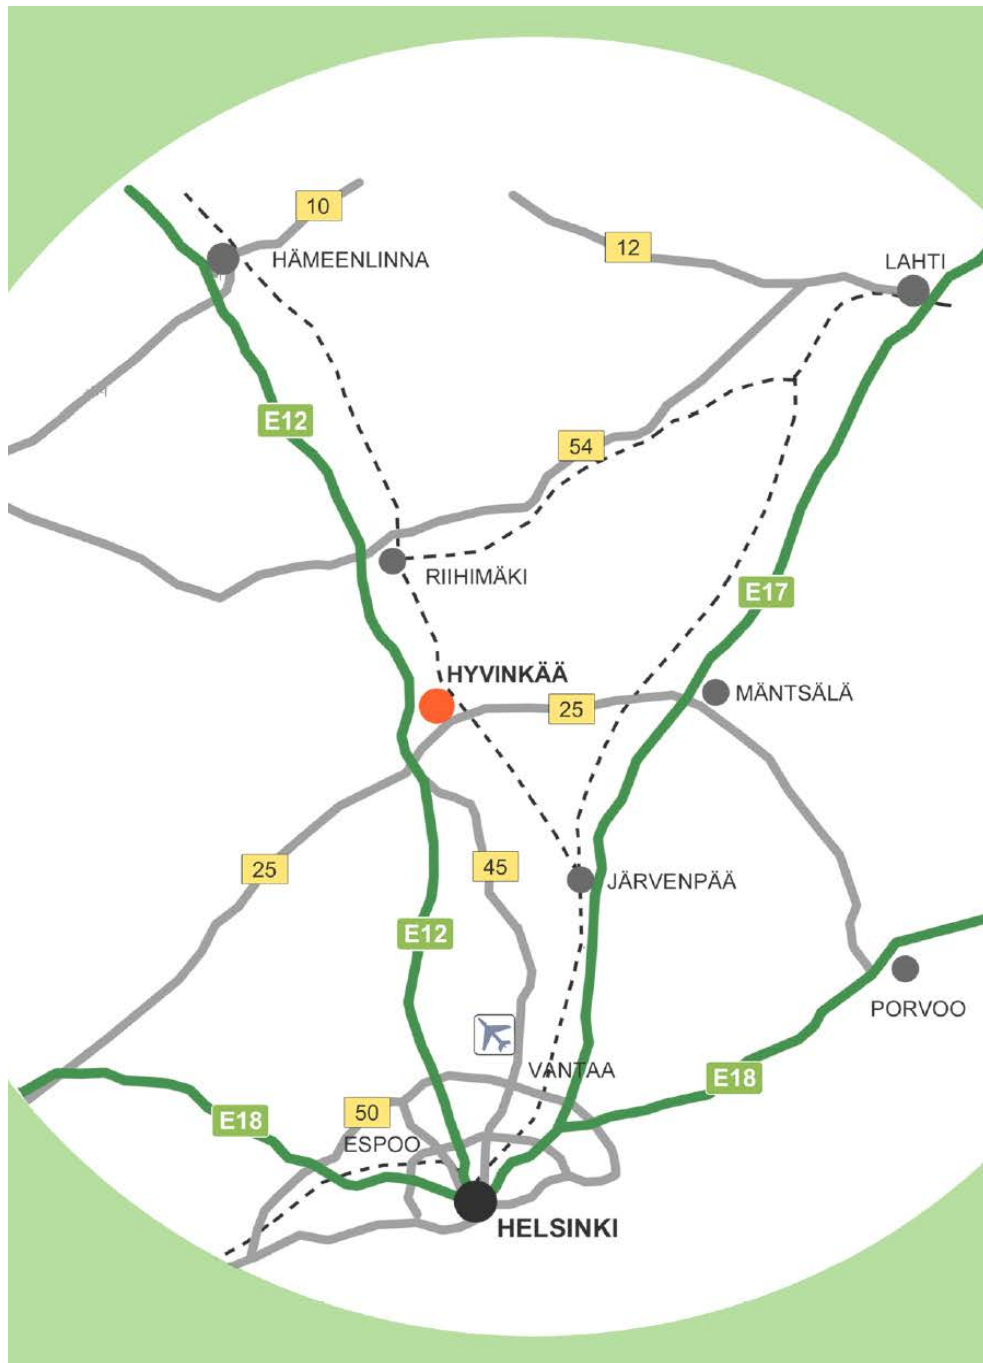 10
HÄMEENLINNA
12
LAHTI
E12
54
RIIHIMÄKI
E17
HYVINKÄÄ
25
MÄNTSÄLÄ
25
45
JÄRVENPÄÄ
E12
PORVOO
VANTAA
E18
50
E18
ESPOO
HELSINKI